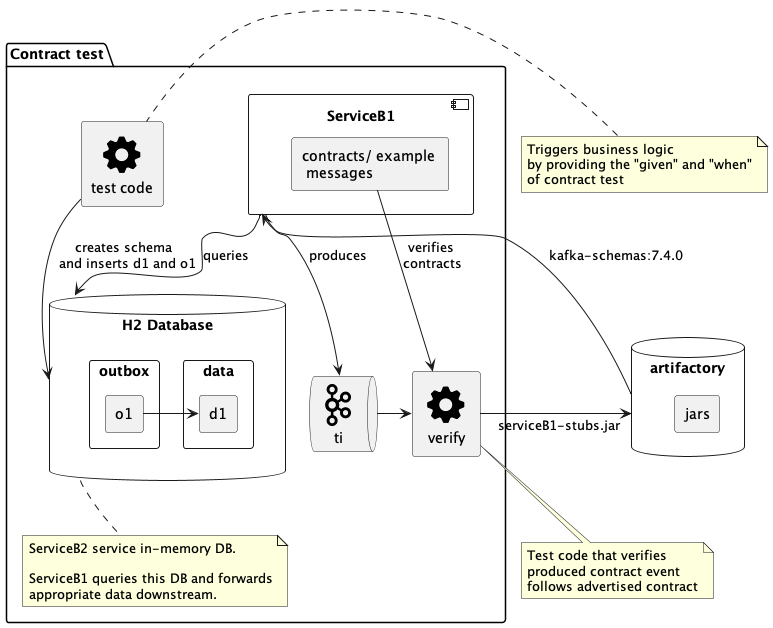 Contract test
ServiceB1
contracts/ example
messages
test code
Triggers business logic
by providing the "given" and "when"
of contract test
creates schema
and inserts d1 and o1
queries
produces
verifies
contracts
kafka-schemas:7.4.0
H2 Database
outbox
data
o1
d1
ti
verify
serviceB1-stubs.jar
artifactory
jars
ServiceB2 service in-memory DB.
ServiceB1 queries this DB and forwards
appropriate data downstream.
Test code that verifies
produced contract event
follows advertised contract